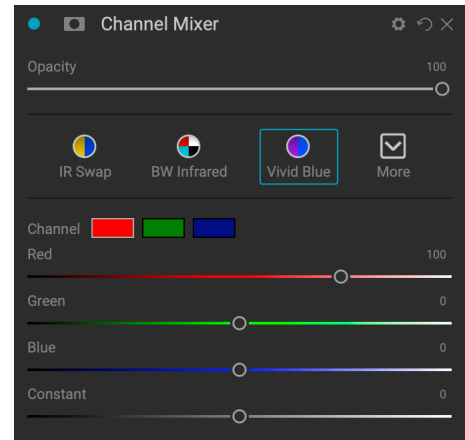 Channel Mixer
Opacity 100
IR Swap BW Infrared Vivid Blue More
Channel
Red 100
Green 0
Blue 0
Constant 0